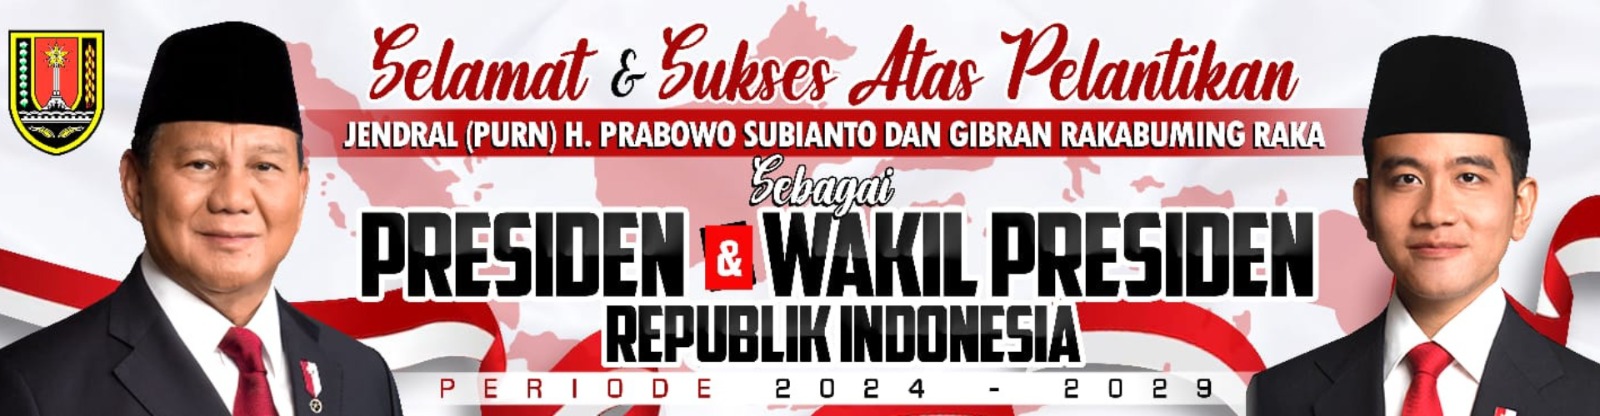 Selamat & Sukses Atas Pelantikan
JENDRAL (PURN) H. PRABOWO SUBIANTO DAN GIBRAN RAKABUMING RAKA
Sebagai
PRESIDEN & WAKIL PRESIDEN
REPUBLIK INDONESIA
PERIODE 2024 - 2029